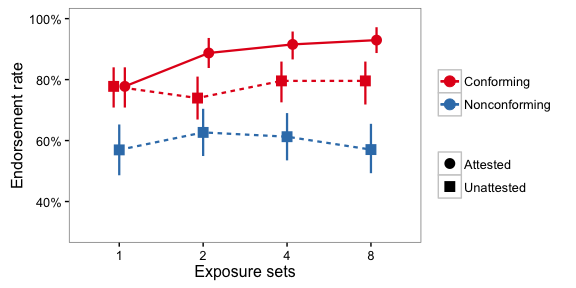 100%
80%
60%
40%
Endorsement rate
1 2 4 8
Exposure sets
Conforming
Nonconforming
Attested
Unattested